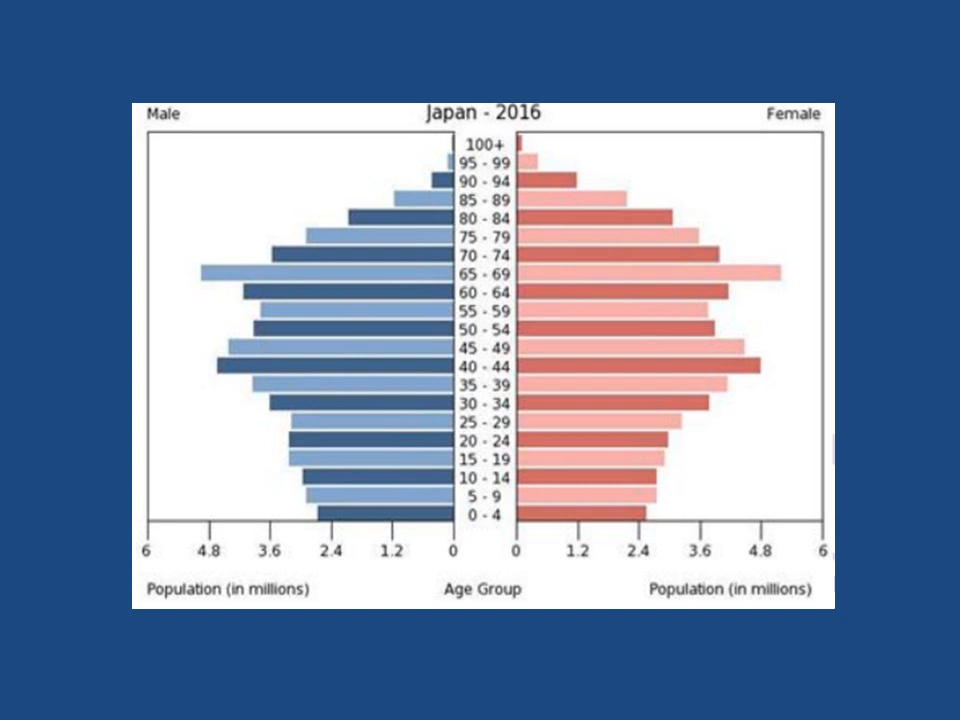 Male Japan - 2016 Female
100+
95 - 99
90 - 94
85 - 89
80 - 84
75 - 79
70 - 74
65 - 69
60 - 64
55 - 59
50 - 54
45 - 49
40 - 44
35 - 39
30 - 34
25 - 29
20 - 24
15 - 19
10 - 14
5 - 9
0 - 4
6 4.8 3.6 2.4 1.2 0 0 1.2 2.4 3.6 4.8 6
Population (in millions) Age Group Population (in millions)